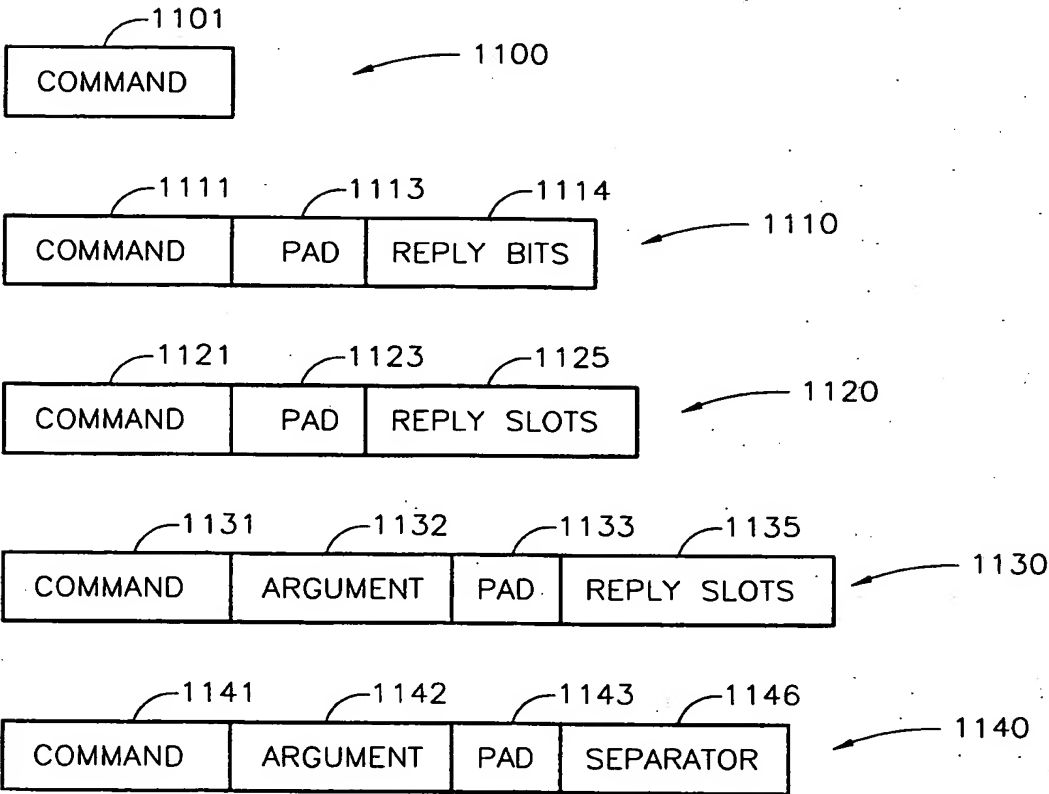 1101
COMMAND
1100
1111 1113 1114
COMMAND PAD REPLY BITS
1110
1121 1123 1125
COMMAND PAD REPLY SLOTS
1120
1131 1132 1133 1135
COMMAND ARGUMENT PAD REPLY SLOTS
1130
1141 1142 1143 1146
COMMAND ARGUMENT PAD SEPARATOR
1140